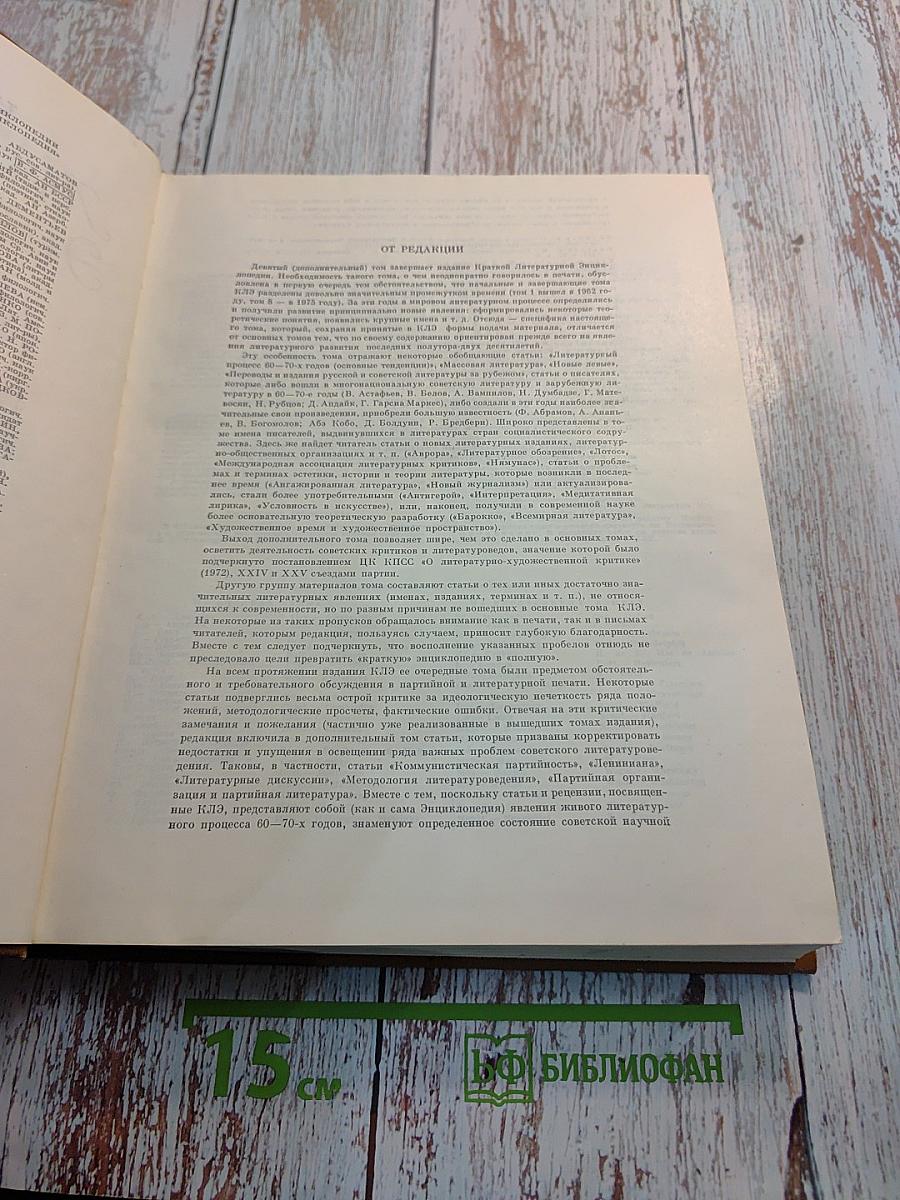 КЛОПЕДИИ
КЛОПЕДИЯ»
АБДУСАМАТОВ
ОТ РЕДАКЦИИ
Девятый (дополнительный) том завершает издание Краткой Литературной Энцик-
лопедии. Необходимость такого тома, о чем неоднократно говорилось в печати, обус-
ловлена в первую очередь тем обстоятельством, что начальные и завершающие тома
КЛЭ разделены довольно значительным промежутком времени (том 1 вышел в 1962 го-
ду, том 8 — в 1975 году). За эти годы в мировом литературном процессе определились
и получили развитие принципиально новые явления: сформировались некоторые тео-
ретические понятия, появились крупные имена и т. д. Отсюда — специфика настояще-
го тома, который, сохраняя принятые в КЛЭ формы подачи материала, отличается
от основных томов тем, что по своему содержанию ориентирован прежде всего на явле-
ния литературного развития последних полутора-двух десятилетий.
Эту особенность тома отражают некоторые обобщающие статьи: «Литературный
процесс 60—70-х годов (основные тенденции)», «Массовая литература», «Новые левые»,
«Переводы и издания русской и советской литературы за рубежом», статьи о писателях,
которые либо вошли в многонациональную советскую литературу и зарубежную ли-
тературу в 60—70-е годы (В. Астафьев, В. Белов, А. Вампилов, Н. Думбадзе, Г. Мате-
восян, Н. Рубцов; Д. Апдайк, Г. Гарсиа Маркес), либо создали в эти годы наиболее зна-
чительные свои произведения, приобрели большую известность (Ф. Абрамов, А. Анань-
ев, В. Богомолов; Абэ Кобо, Д. Болдуин, Р. Бредбери). Широко представлены в то-
ме имена писателей, выдвинувшихся в литературах стран социалистического содру-
жества. Здесь же найдет читатель статьи о новых литературных изданиях, литератур-
но-общественных организациях и т. п. («Аврора», «Литературное обозрение», «Лотос»,
«Международная ассоциация литературных критиков», «Нямунас»), статьи о пробле-
мах и терминах эстетики, истории и теории литературы, которые возникли в послед-
нее время («Ангажированная литература», «Новый журнализм») или актуализирова-
лись, стали более употребительными («Антигерой», «Интерпретация», «Медитативная
лирика», «Условность в искусстве»), или, наконец, получили в современной науке
более основательную теоретическую разработку («Барокко», «Всемирная литература»,
«Художественное время и художественное пространство»).
Выход дополнительного тома позволяет шире, чем это сделано в основных томах,
осветить деятельность советских критиков и литературоведов, значение которой было
подчеркнуто постановлением ЦК КПСС «О литературно-художественной критике»
(1972), XXIV и XXV съездами партии.
Другую группу материалов тома составляют статьи о тех или иных достаточно зна-
чительных литературных явлениях (именах, изданиях, терминах и т. п.), не относя-
щихся к современности, но по разным причинам не вошедших в основные тома КЛЭ.
На некоторые из таких пропусков обращалось внимание как в печати, так и в письмах
читателей, которым редакция, пользуясь случаем, приносит глубокую благодарность.
Вместе с тем следует подчеркнуть, что восполнение указанных пробелов отнюдь не
преследовало цели превратить «краткую» энциклопедию в «полную».
На всем протяжении издания КЛЭ ее очередные тома были предметом обстоятель-
ного и требовательного обсуждения в партийной и литературной печати. Некоторые
статьи подверглись весьма острой критике за идеологическую нечеткость ряда поло-
жений, методологические просчеты, фактические ошибки. Отвечая на эти критические
замечания и пожелания (частично уже реализованные в вышедших томах издания),
редакция включила в дополнительный том статьи, которые призваны корректировать
недостатки и упущения в освещении ряда важных проблем советского литературове-
дения. Таковы, в частности, статьи «Коммунистическая партийность», «Лениниана»,
«Литературные дискуссии», «Методология литературоведения», «Партийная органи-
зация и партийная литература». Вместе с тем, поскольку статьи и рецензии, посвящен-
ные КЛЭ, представляют собой (как и сама Энциклопедия) явления живого литератур-
ного процесса 60—70-х годов, знаменуют определенное состояние советской научной
15 см
БФ БИБЛИОФАН